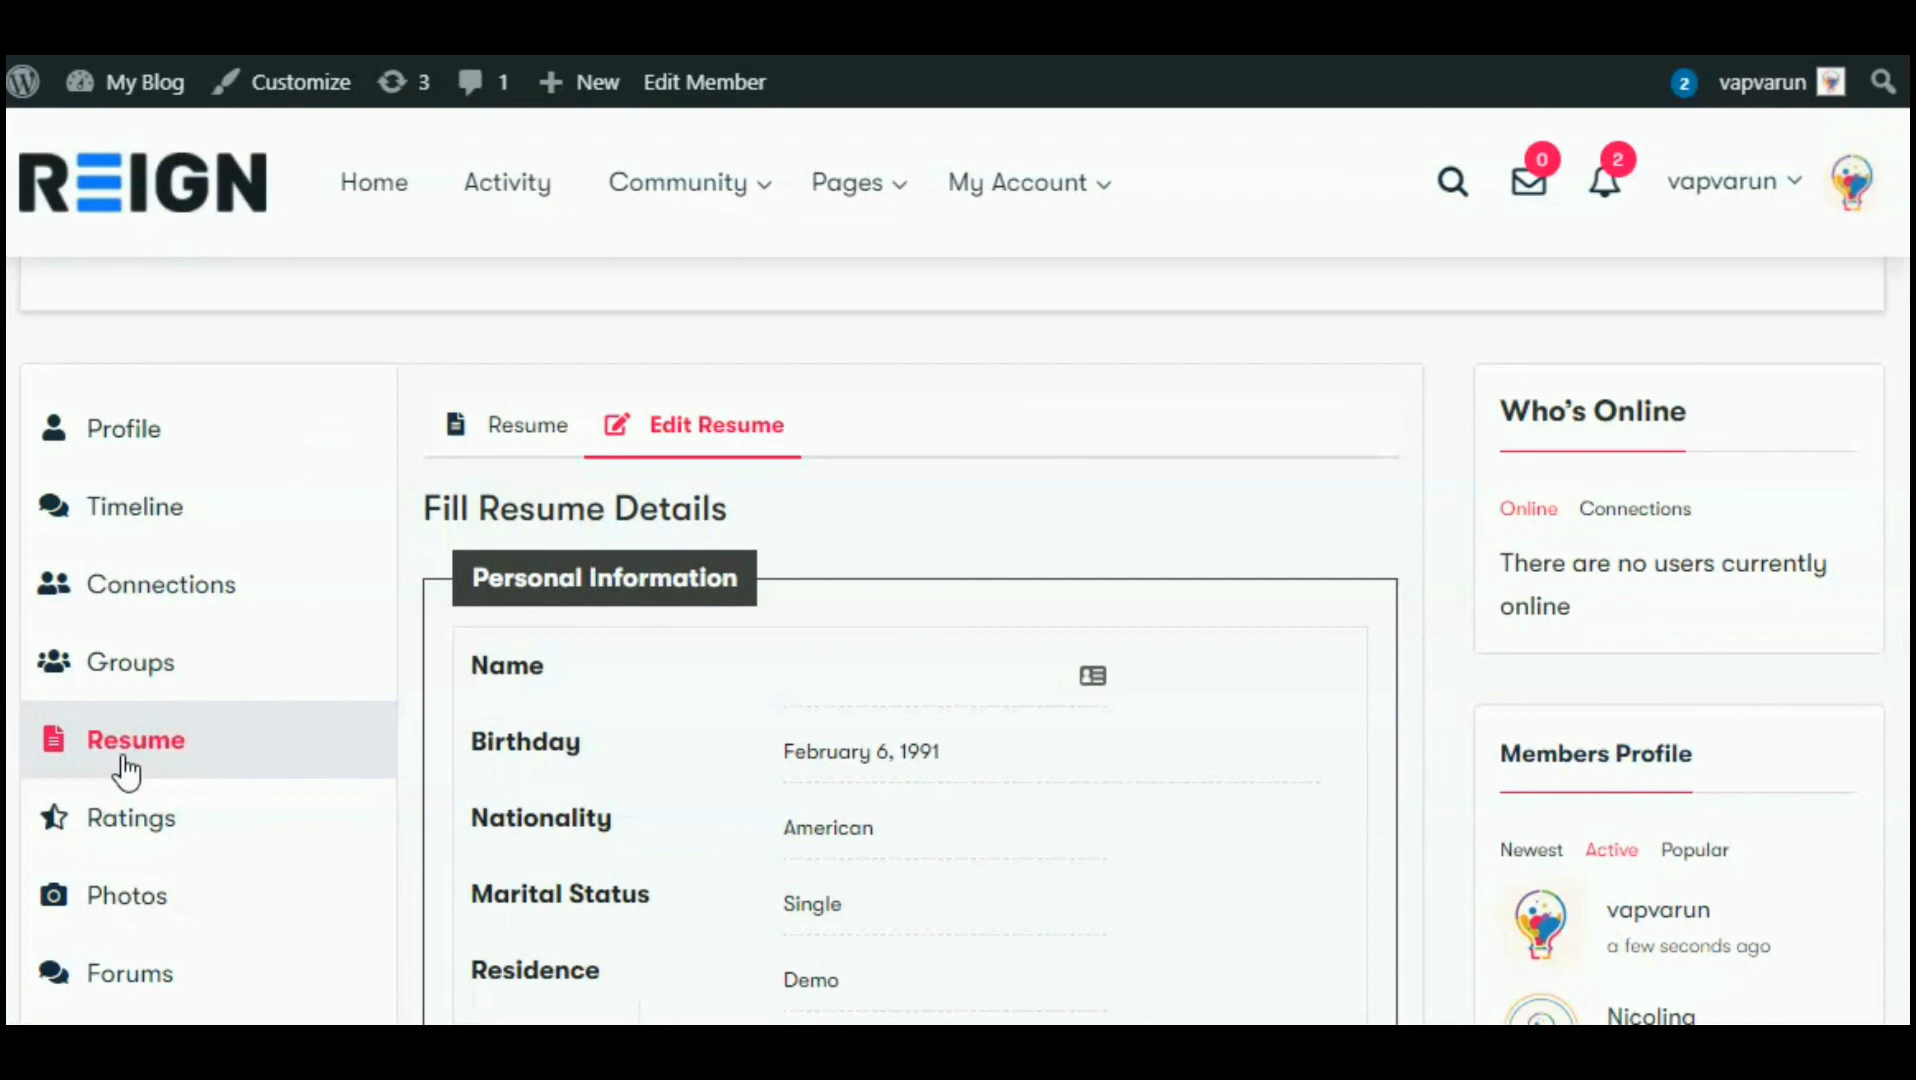 My Blog Customize 3 1 New Edit Member 2 vapvarun
REIGN Home Activity Community Pages My Account 0 2 vapvarun
Profile
Timeline
Connections
Groups
Resume
Ratings
Photos
Forums
Resume Edit Resume
Fill Resume Details
Personal Information
Name
Birthday February 6, 1991
Nationality American
Marital Status Single
Residence Demo
Who's Online
Online Connections
There are no users currently
online
Members Profile
Newest Active Popular
vapvarun
a few seconds ago
Nicolina